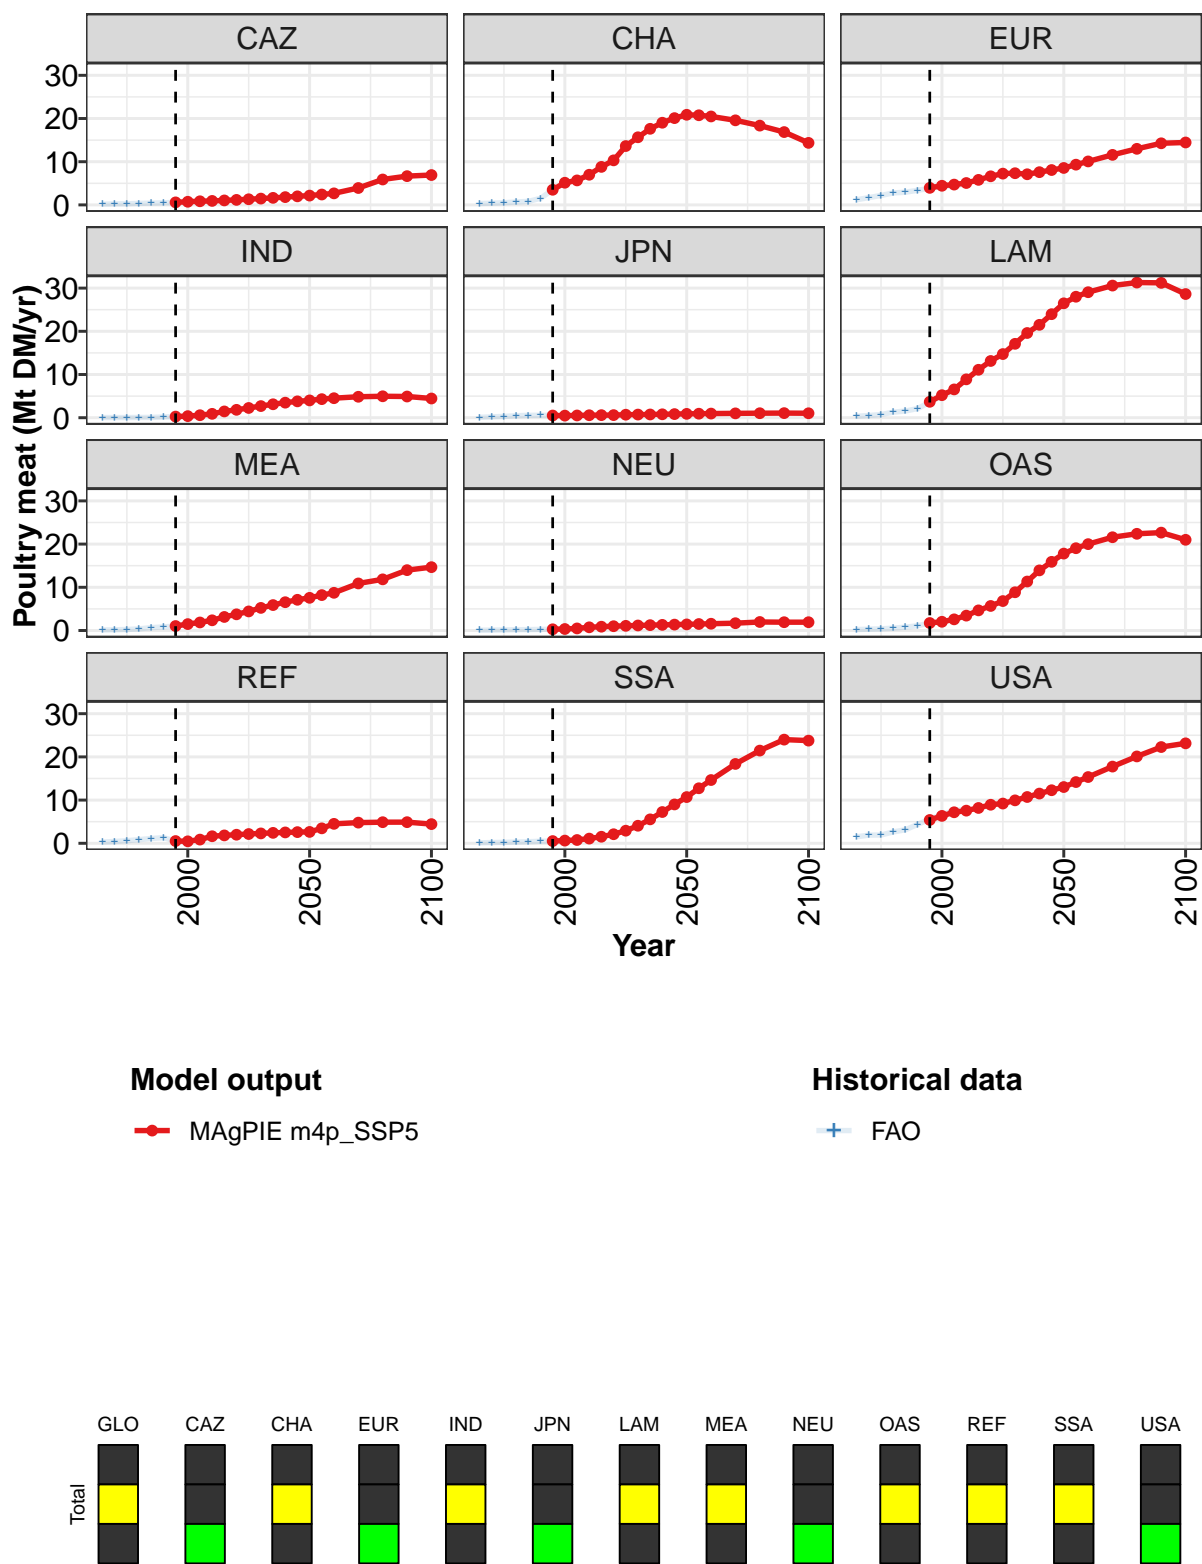 CAZ CHA EUR
30
20
10
0
IND JPN LAM
30
20
10
0
MEA NEU OAS
30
20
10
0
REF SSA USA
30
20
10
0
Poultry meat (Mt DM/yr)
2000 2050 2100 2000 2050 2100 2000 2050 2100
Year
Model output Historical data
MAgPIE m4p_SSP5 FAO
GLO CAZ CHA EUR IND JPN LAM MEA NEU OAS REF SSA USA
Total